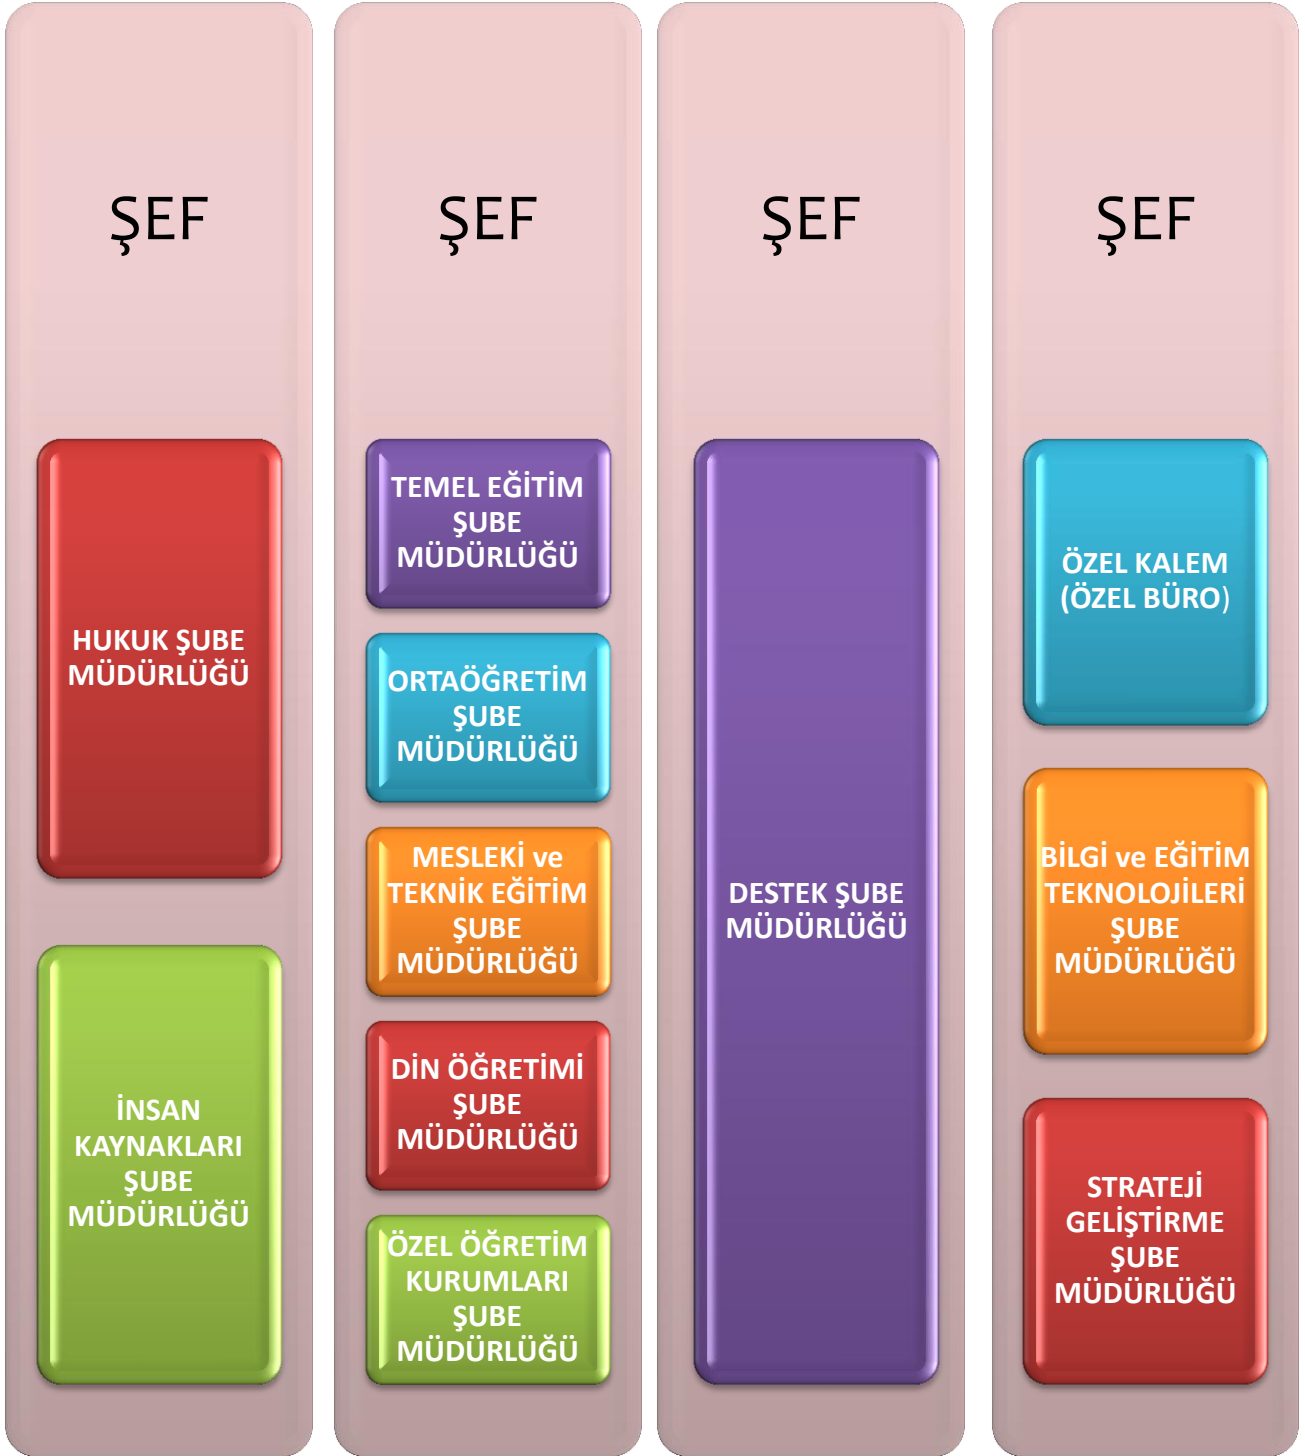 ŞEF
HUKUK ŞUBE
MÜDÜRLÜĞÜ
İNSAN
KAYNAKLARI
ŞUBE
MÜDÜRLÜĞÜ
ŞEF
TEMEL EĞİTİM
ŞUBE
MÜDÜRLÜĞÜ
ORTAÖĞRETİM
ŞUBE
MÜDÜRLÜĞÜ
MESLEKİ ve
TEKNİK EĞİTİM
ŞUBE
MÜDÜRLÜĞÜ
DİN ÖĞRETİMİ
ŞUBE
MÜDÜRLÜĞÜ
ÖZEL ÖĞRETİM
KURUMLARI
ŞUBE
MÜDÜRLÜĞÜ
ŞEF
DESTEK ŞUBE
MÜDÜRLÜĞÜ
ŞEF
ÖZEL KALEM
(ÖZEL BÜRO)
BİLGİ ve EĞİTİM
TEKNOLOJİLERİ
ŞUBE
MÜDÜRLÜĞÜ
STRATEJİ
GELİŞTİRME
ŞUBE
MÜDÜRLÜĞÜ